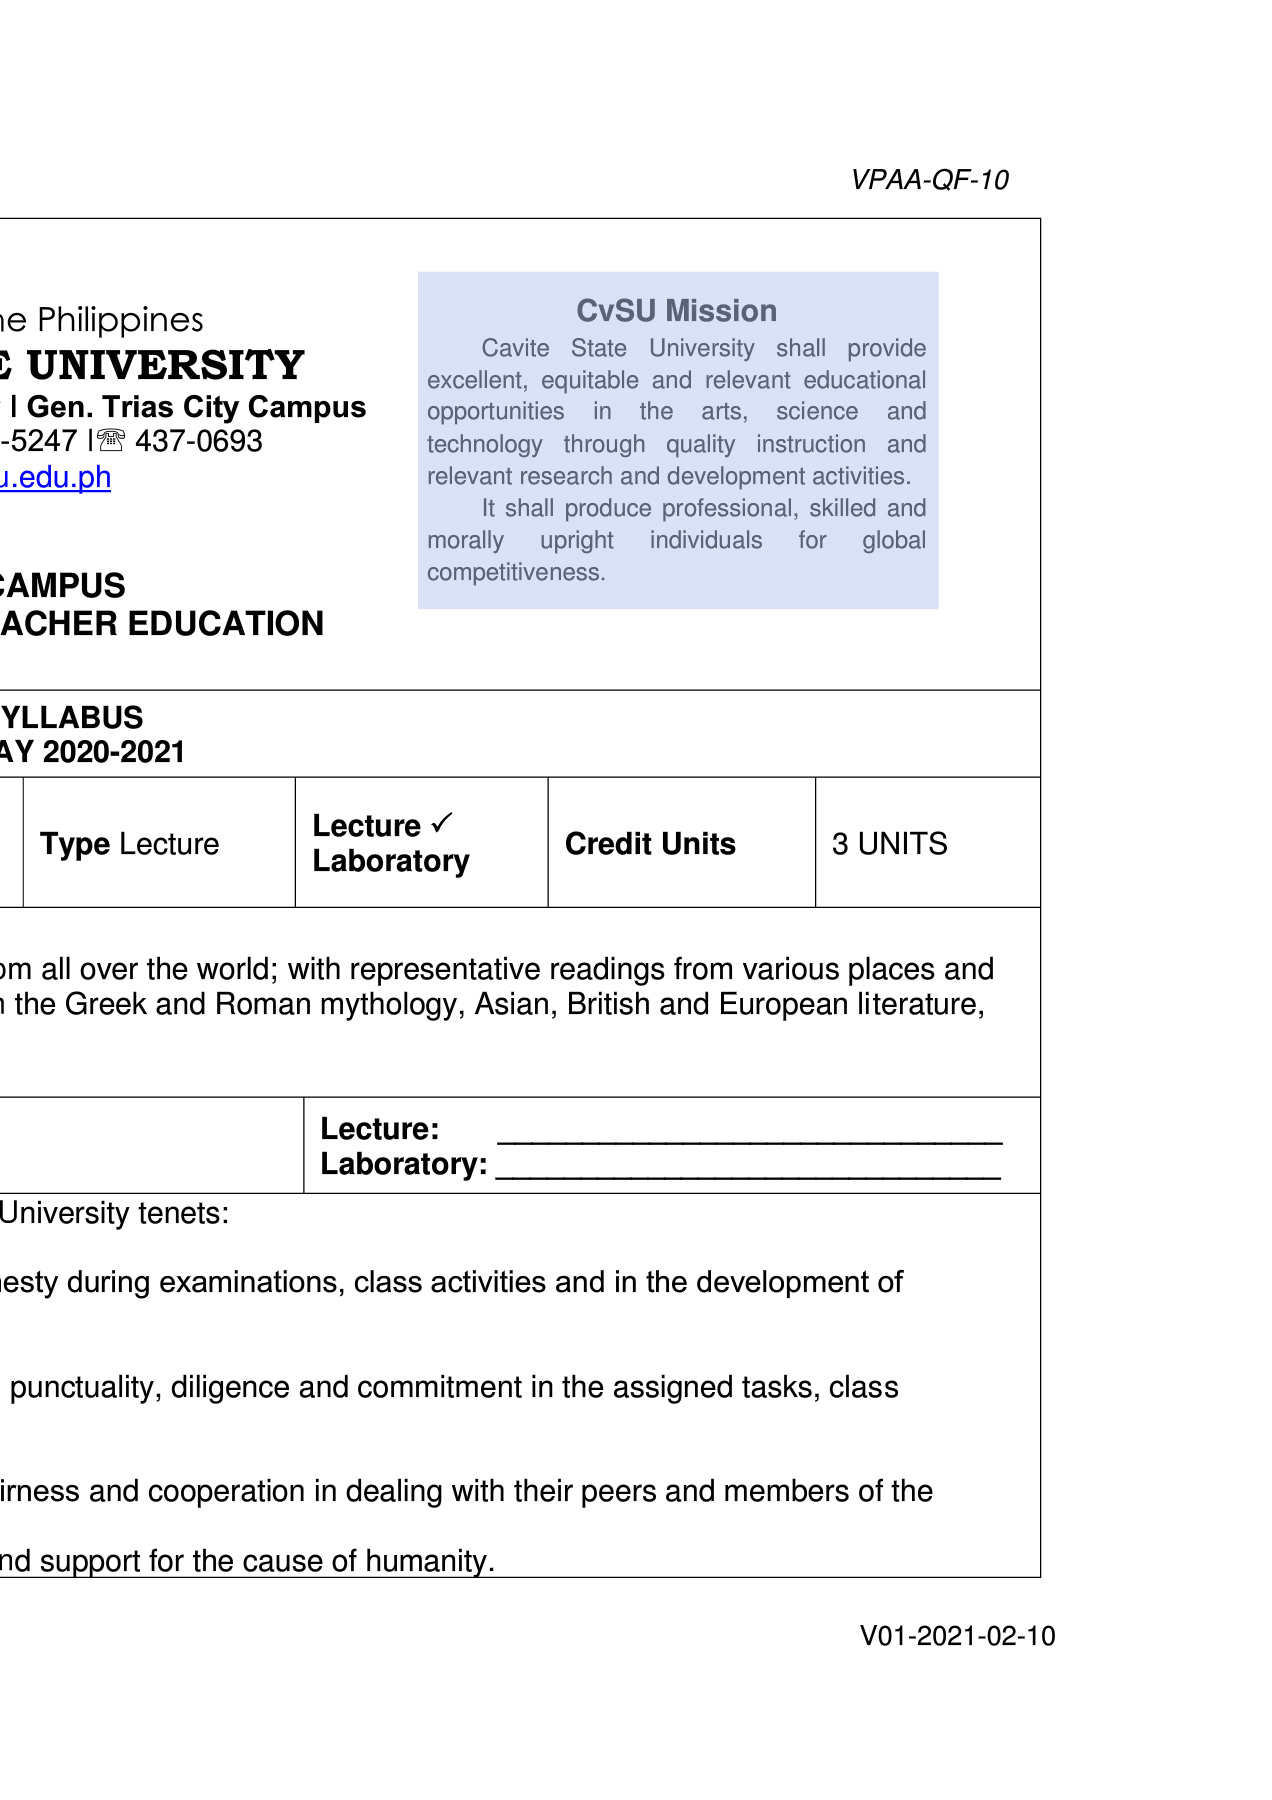 VPAA-QF-10
he Philippines
E UNIVERSITY
l Gen. Trias City Campus
-5247 l☏ 437-0693
u.edu.ph
CAMPUS
ACHER EDUCATION
CvSU Mission
Cavite State University shall provide
excellent, equitable and relevant educational
opportunities in the arts, science and
technology through quality instruction and
relevant research and development activities.
It shall produce professional, skilled and
morally upright individuals for global
competitiveness.
YLLABUS
AY 2020-2021
Type Lecture
Lecture ✓
Laboratory
Credit Units
3 UNITS
om all over the world; with representative readings from various places and
n the Greek and Roman mythology, Asian, British and European literature,
Lecture: ______________________________
Laboratory: ______________________________
University tenets:
nesty during examinations, class activities and in the development of
punctuality, diligence and commitment in the assigned tasks, class
irness and cooperation in dealing with their peers and members of the
nd support for the cause of humanity.
V01-2021-02-10